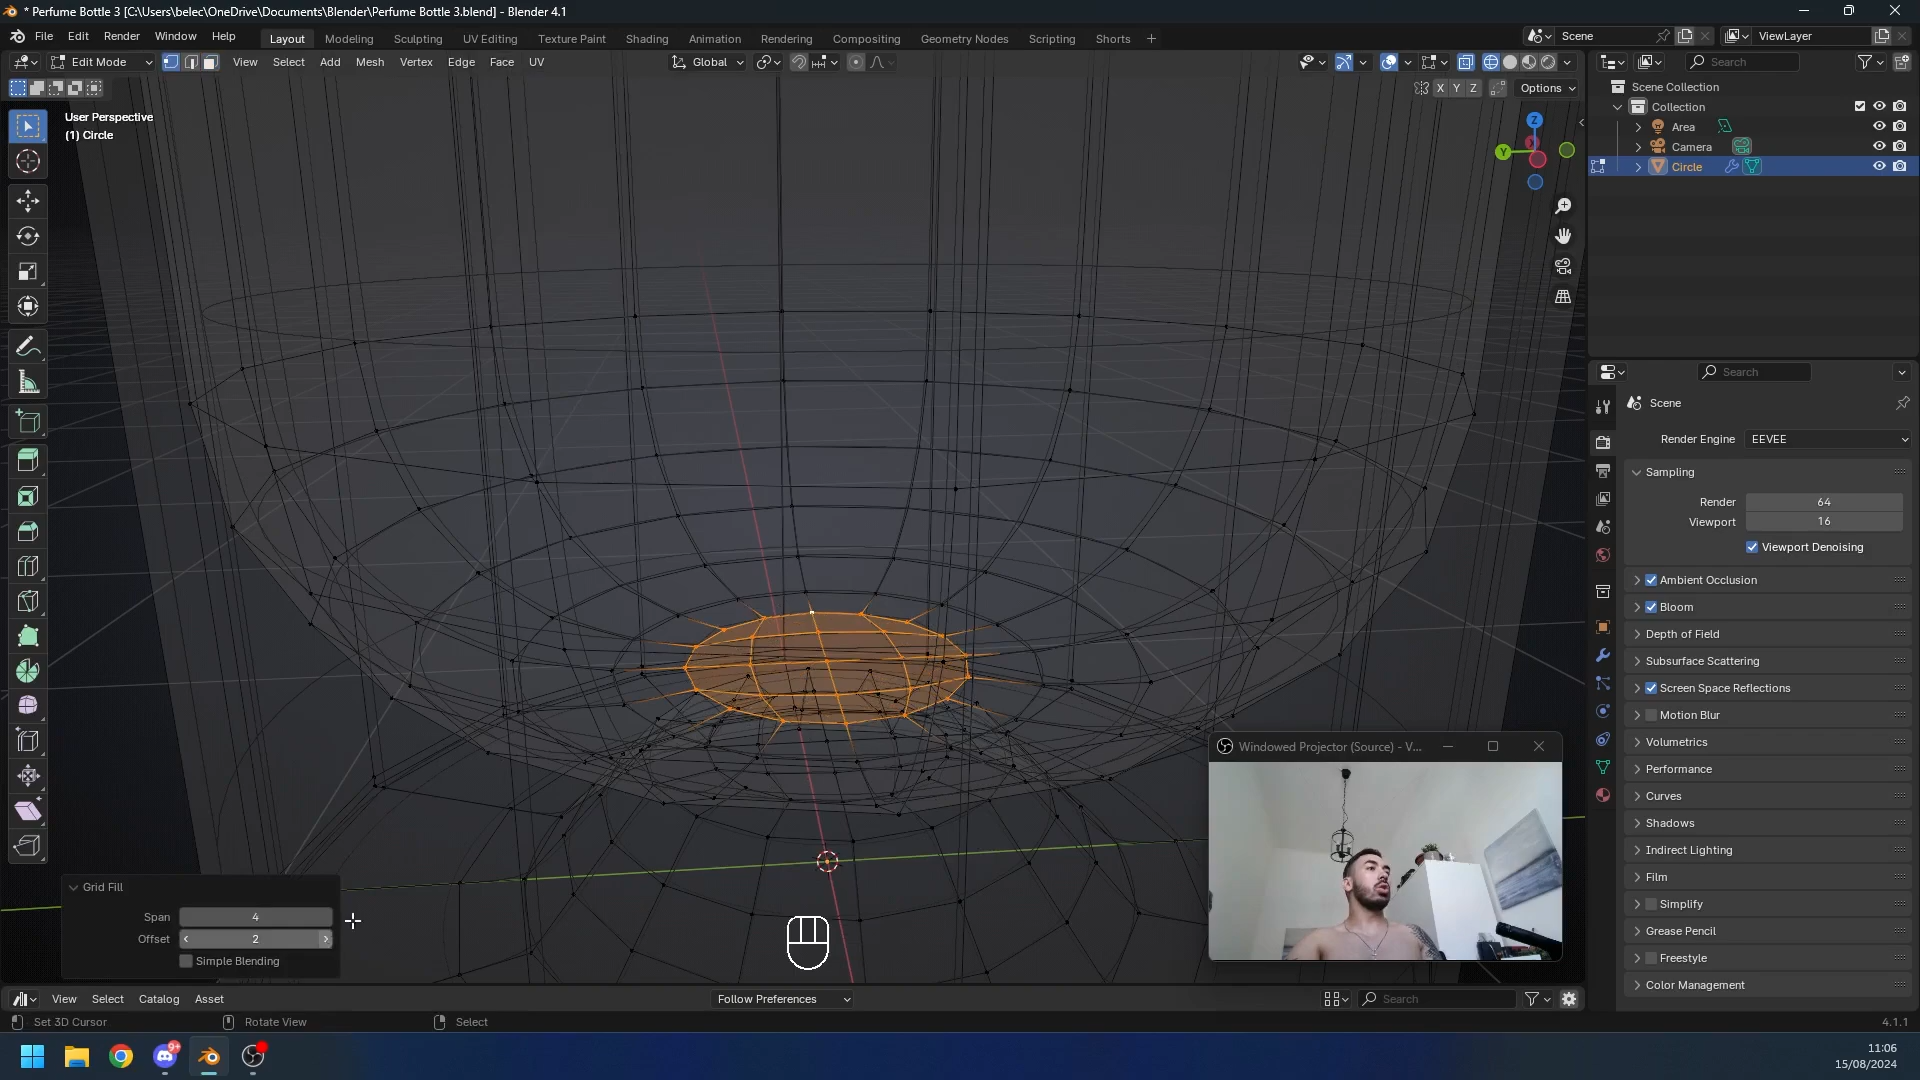 * Perfume Bottle 3 [C:\Users\belec\OneDrive\Documents\Blender\Perfume Bottle 3.blend] - Blender 4.1
File Edit Render Window Help Layout Modeling Sculpting UV Editing Texture Paint Shading Animation Rendering Compositing Geometry Nodes Scripting Shorts + Scene ViewLayer
Edit Mode View Select Add Mesh Vertex Edge Face UV Global Search
X Y Z Options
User Perspective
(1) Circle
Z
Y
Scene Collection
Collection
Area
Camera
Circle
Search
Scene
Render Engine EEVEE
Sampling
Render 64
Viewport 16
Viewport Denoising
Ambient Occlusion
Bloom
Depth of Field
Subsurface Scattering
Screen Space Reflections
Motion Blur
Volumetrics
Performance
Curves
Shadows
Indirect Lighting
Film
Simplify
Grease Pencil
Freestyle
Color Management
Windowed Projector (Source) - V...
Grid Fill
Span 4
Offset 2
Simple Blending
View Select Catalog Asset Follow Preferences Search
Set 3D Cursor Rotate View Select 4.1.1
9+
11:06
15/08/2024